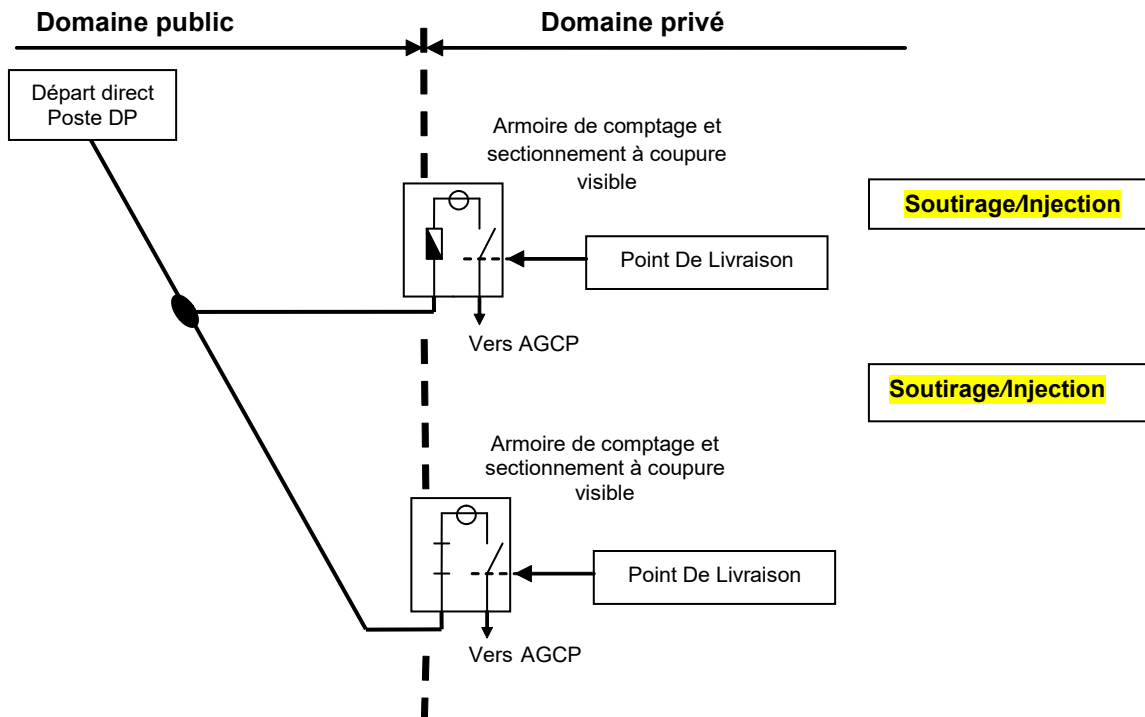 Domaine public
Domaine privé
Départ direct
Poste DP
Armoire de comptage et
sectionnement à coupure
visible
Soutirage/Injection
Point De Livraison
Vers AGCP
Soutirage/Injection
Armoire de comptage et
sectionnement à coupure
visible
Point De Livraison
Vers AGCP